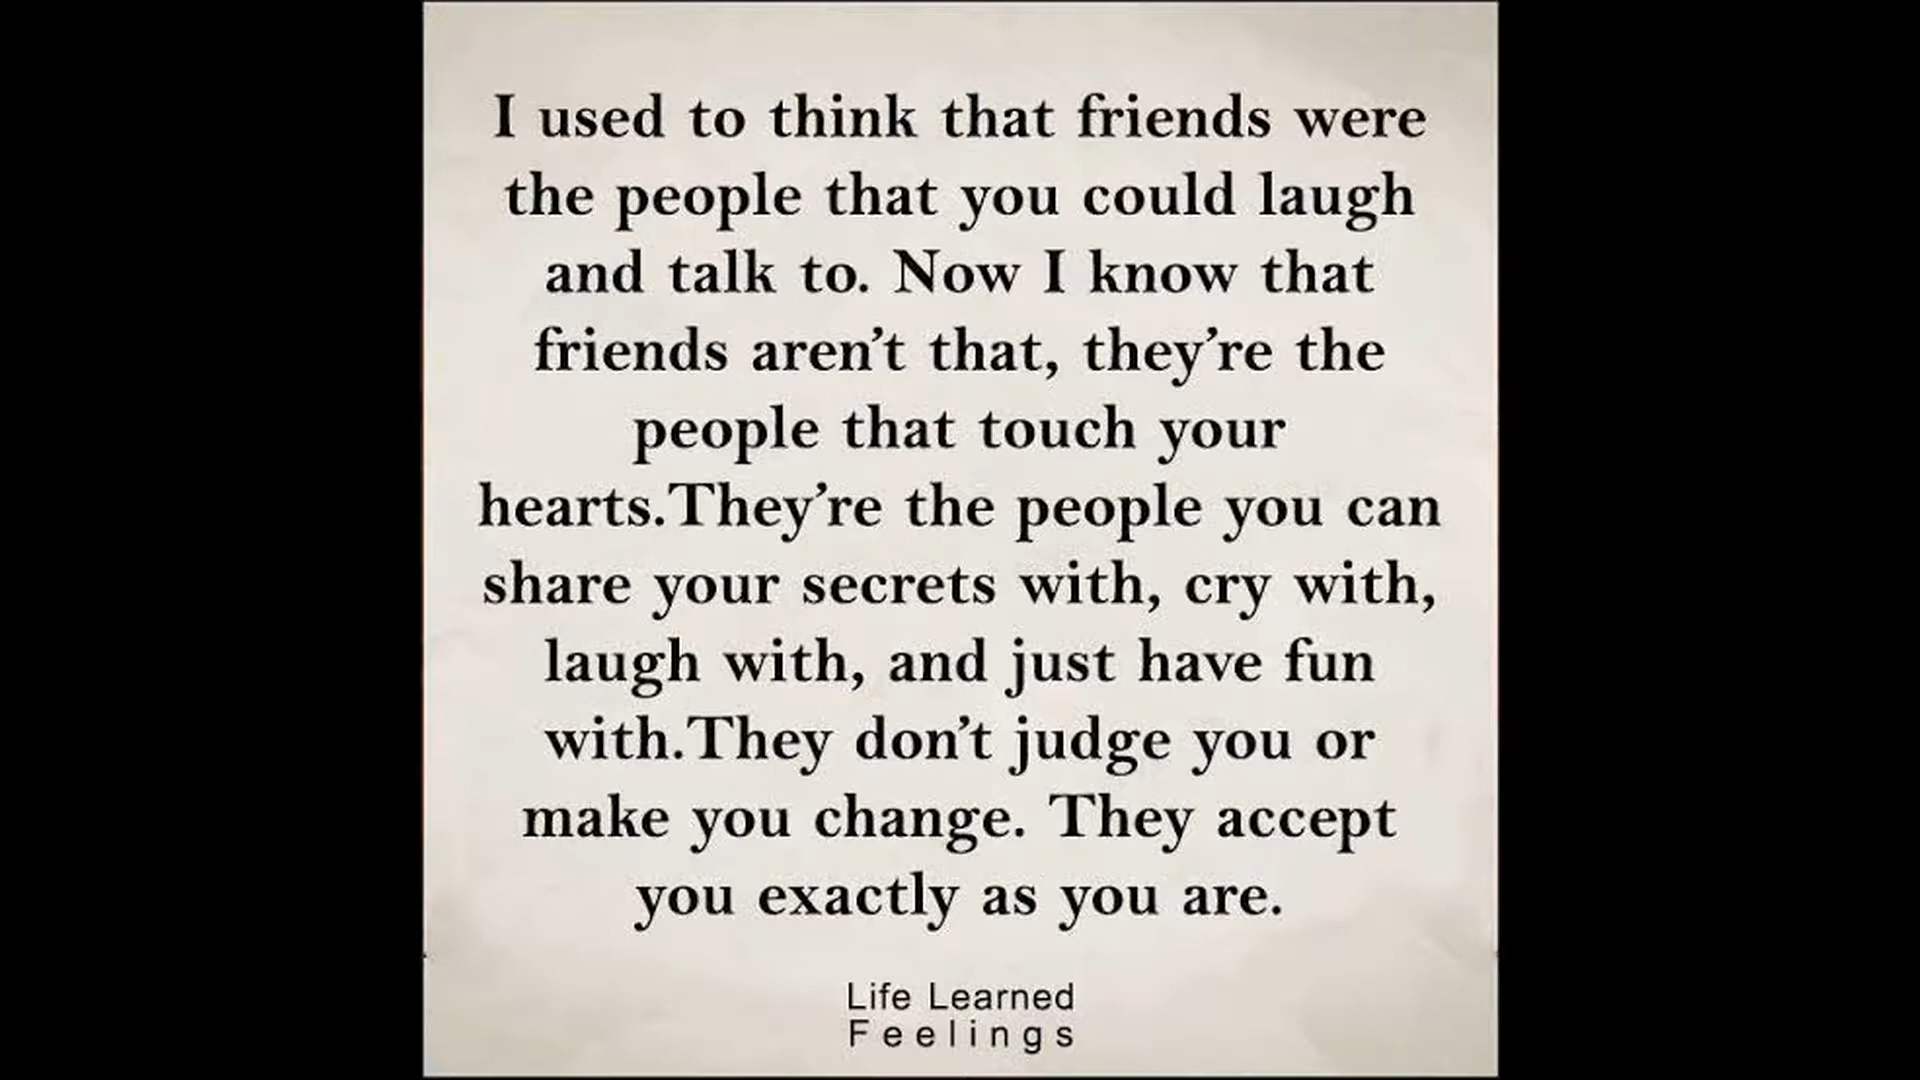 I used to think that friends were
the people that you could laugh
and talk to. Now I know that
friends aren’t that, they’re the
people that touch your
hearts.They’re the people you can
share your secrets with, cry with,
laugh with, and just have fun
with.They don’t judge you or
make you change. They accept
you exactly as you are.
Life Learned
Feelings